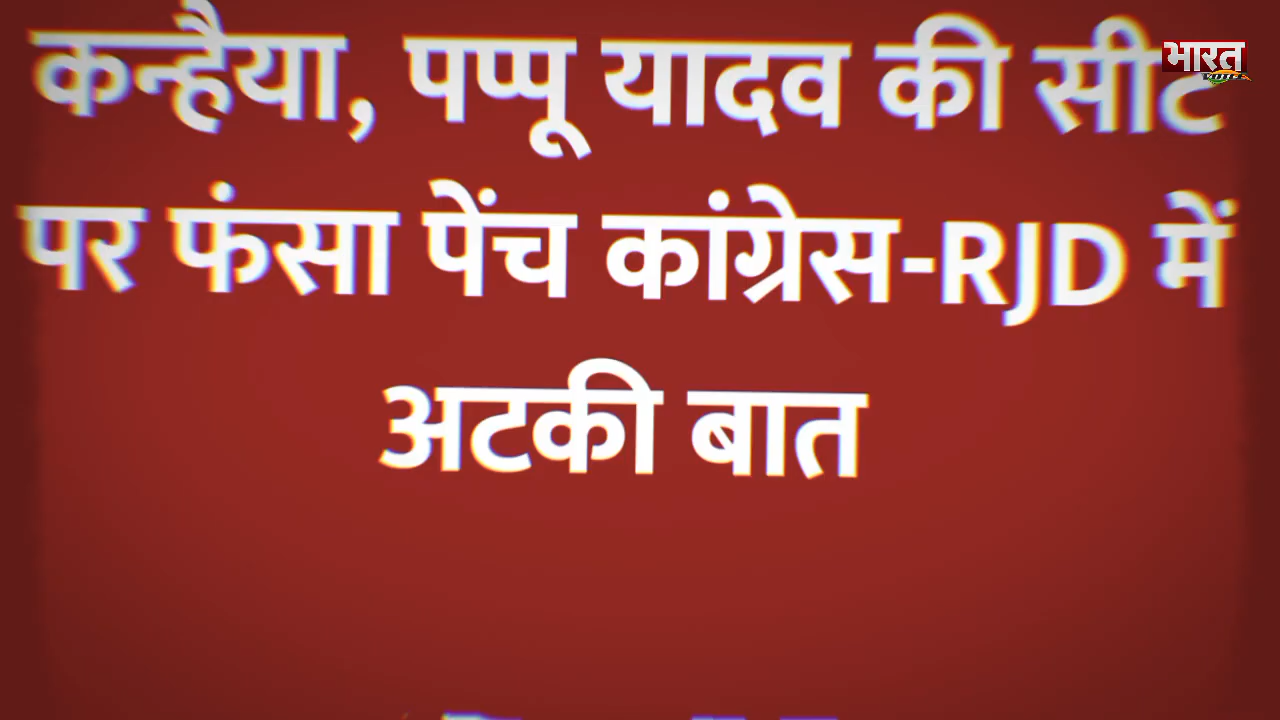 कन्हैया, पप्पू यादव की सीट
भारत
पर फंसा पेंच कांग्रेस-RJD में
अटकी बात